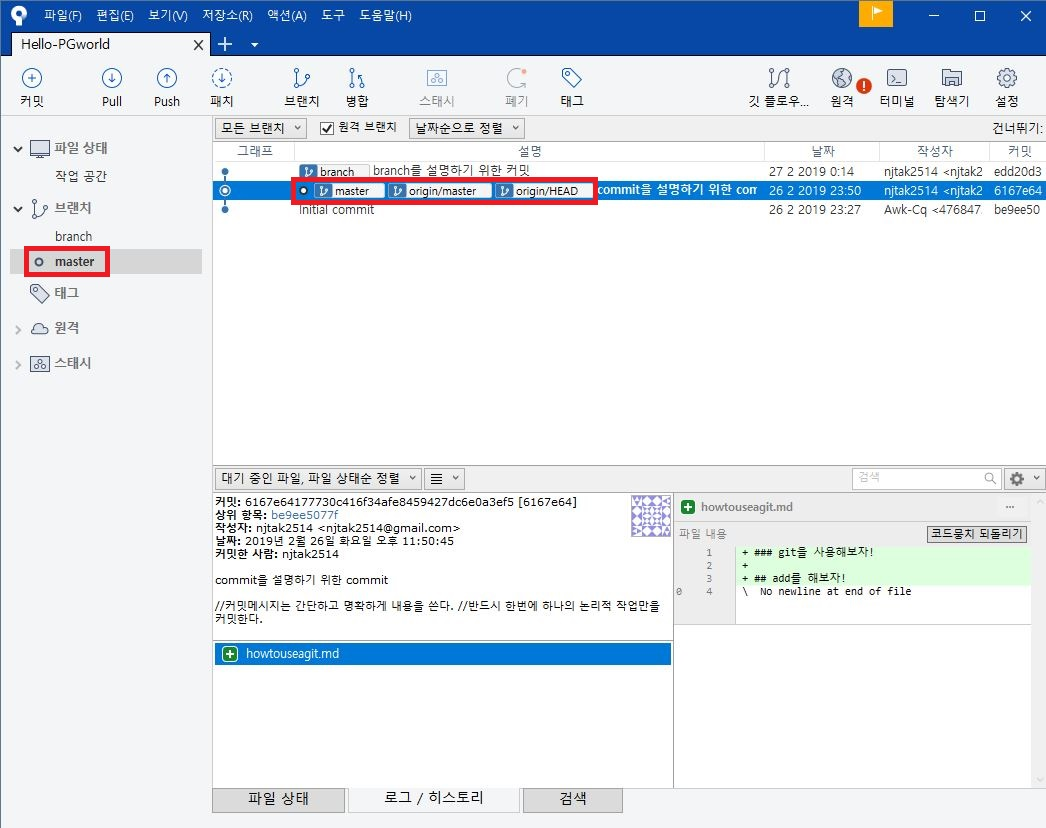 파일(F) 편집(E) 보기(V) 저장소(R) 액션(A) 도구 도움말(H)
Hello-PGworld
커밋 Pull Push 패치 브랜치 병합 스태시 폐기 태그 깃 플로우... 원격 터미널 탐색기 설정
파일 상태
작업 공간
브랜치
branch
master
태그
원격
스태시
모든 브랜치 원격 브랜치 날짜순으로 정렬 건너뛰기:
그래프 설명 날짜 작성자 커밋
branch branch를 설명하기 위한 커밋 27 2 2019 0:14 njtak2514 <njtak2 edd20d3
master origin/master origin/HEAD commit을 설명하기 위한 com 26 2 2019 23:50 njtak2514 <njtak2 6167e64
Initial commit 26 2 2019 23:27 Awk-Cq <476847 be9ee50
대기 중인 파일, 파일 상태순 정렬 검색
커밋: 6167e64177730c416f34afe8459427dc6e0a3ef5 [6167e64]
상위 항목: be9ee5077f
작성자: njtak2514 <njtak2514@gmail.com>
날짜: 2019년 2월 26일 화요일 오후 11:50:45
커밋한 사람: njtak2514
commit을 설명하기 위한 commit
//커밋메시지는 간단하고 명확하게 내용을 쓴다. //반드시 한번에 하나의 논리적 작업만을
커밋한다.
howtouseagit.md
howtouseagit.md ...
파일 내용 코드뭉치 되돌리기
1 + ### git을 사용해보자!
2 +
3 + ## add를 해보자!
0 4 \ No newline at end of file
파일 상태 로그 / 히스토리 검색